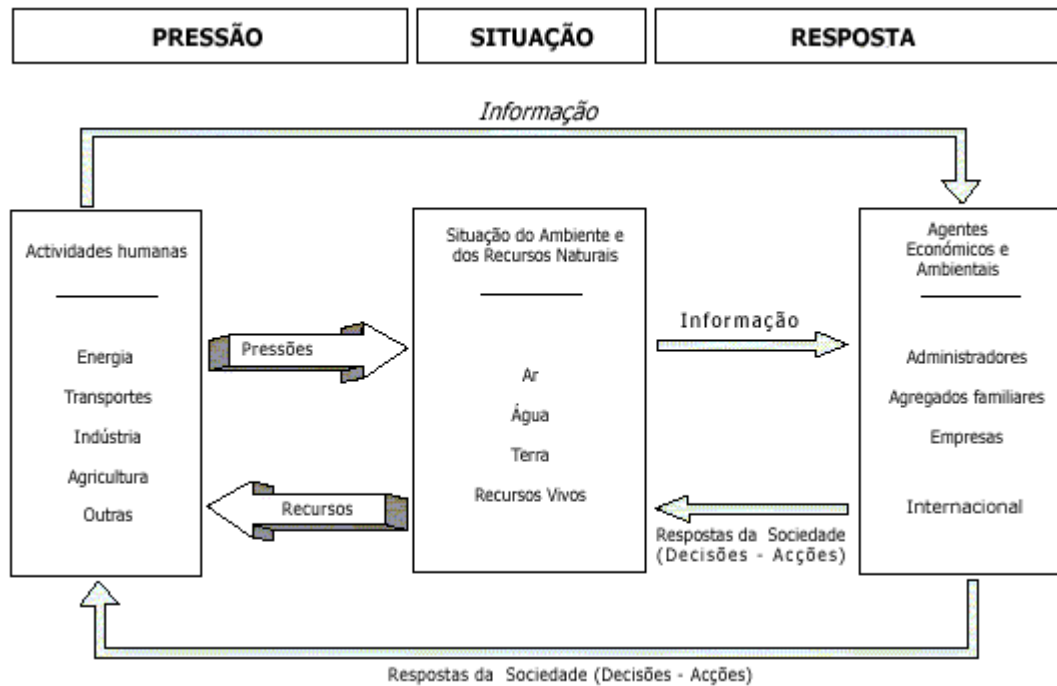 PRESSÃO
SITUAÇÃO
RESPOSTA
Informação
Actividades humanas
Energia
Transportes
Indústria
Agricultura
Outras
Pressões
Recursos
Situação do Ambiente e
dos Recursos Naturais
Ar
Água
Terra
Recursos Vivos
Informação
Respostas da Sociedade
(Decisões - Acções)
Agentes
Económicos e
Ambientais
Administradores
Agregados familiares
Empresas
Internacional
Respostas da Sociedade (Decisões - Acções)